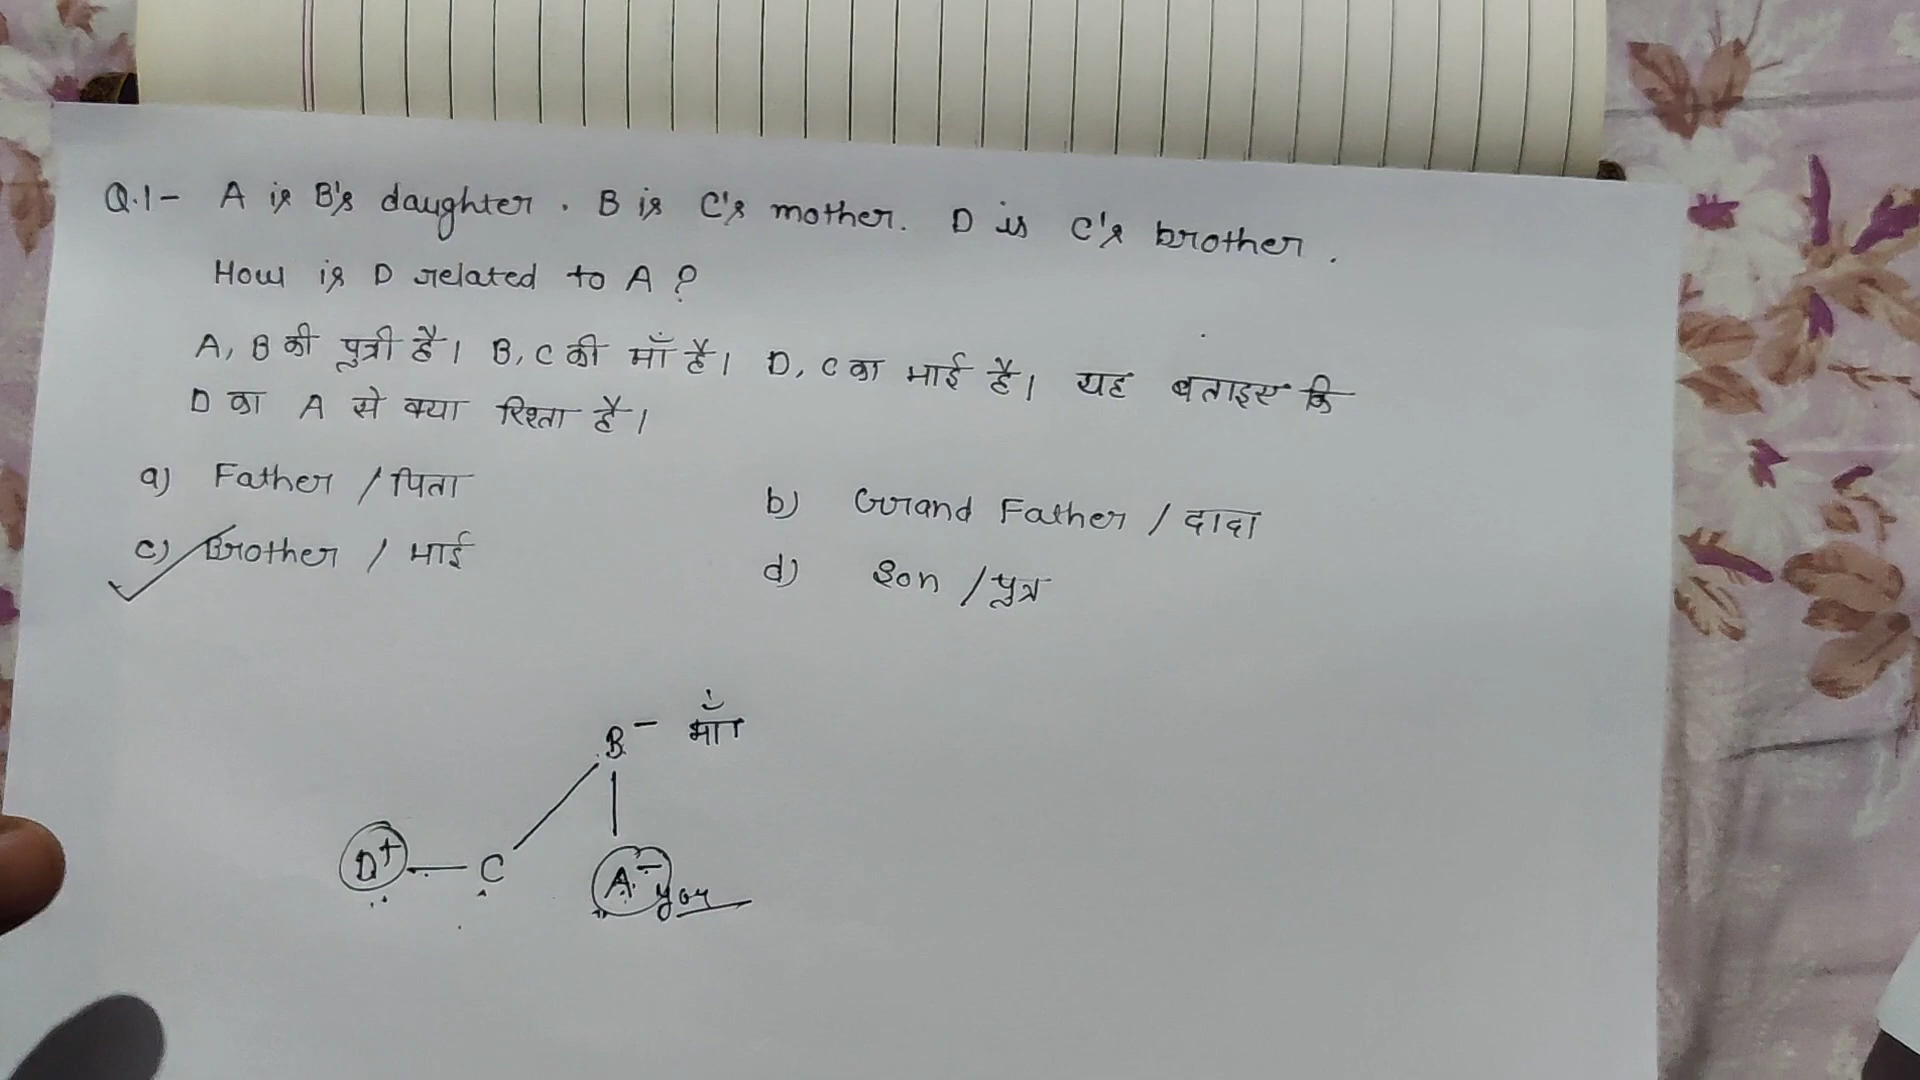 Q.1- A is B's daughter. B is C's mother. D is C's brother.
How is D related to A?
A, B की पुत्री है। B, C की माँ है। D, C का भाई है। यह बताइए कि
D का A से क्या रिश्ता है।
a) Father / पिता
b) Grand Father / दादा
c) Brother / भाई
d) Son / पुत्र
B - माँ
D+ — C A-
you